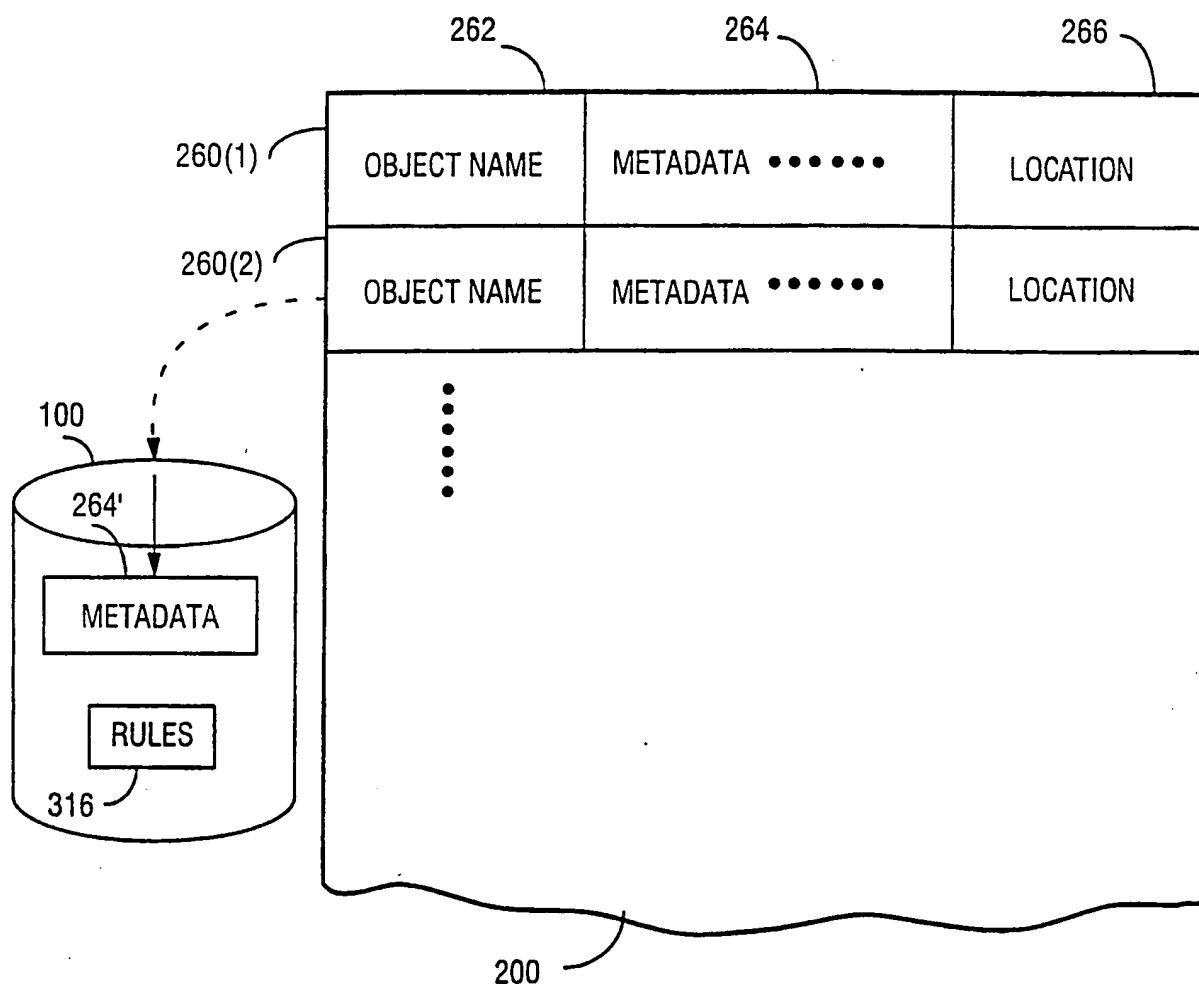 262 264 266
260(1)
OBJECT NAME METADATA •••••• LOCATION
260(2)
OBJECT NAME METADATA •••••• LOCATION
100
264'
METADATA
RULES
316
200